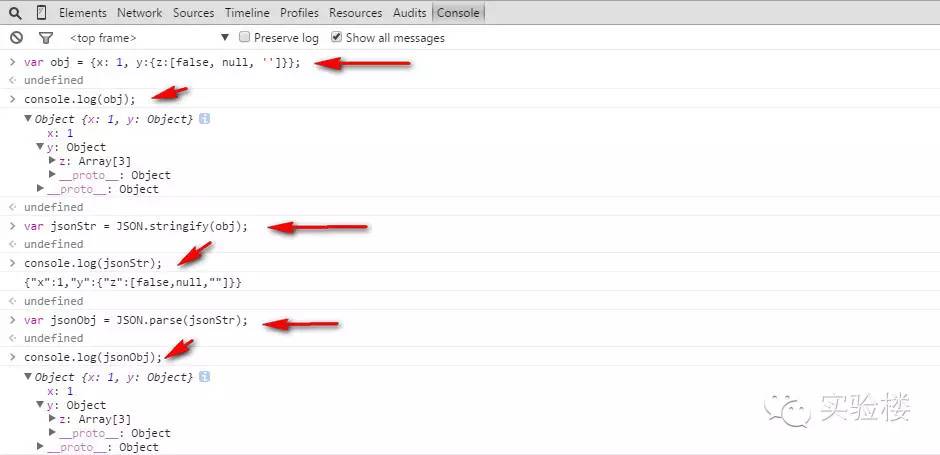 Elements Network Sources Timeline Profiles Resources Audits Console
<top frame> ▼ Preserve log Show all messages
> var obj = {x: 1, y:{z:[false, null, '']}};
<· undefined
> console.log(obj);
▼Object {x: 1, y: Object} i
x: 1
▼y: Object
▶z: Array[3]
▶__proto__: Object
▶__proto__: Object
<· undefined
> var jsonStr = JSON.stringify(obj);
<· undefined
> console.log(jsonStr);
{"x":1,"y":{"z":[false,null,""]}}
<· undefined
> var jsonObj = JSON.parse(jsonStr);
<· undefined
> console.log(jsonObj);
▼Object {x: 1, y: Object} i
x: 1
▼y: Object
▶z: Array[3]
▶__proto__: Object
▶__proto__: Object
实验楼